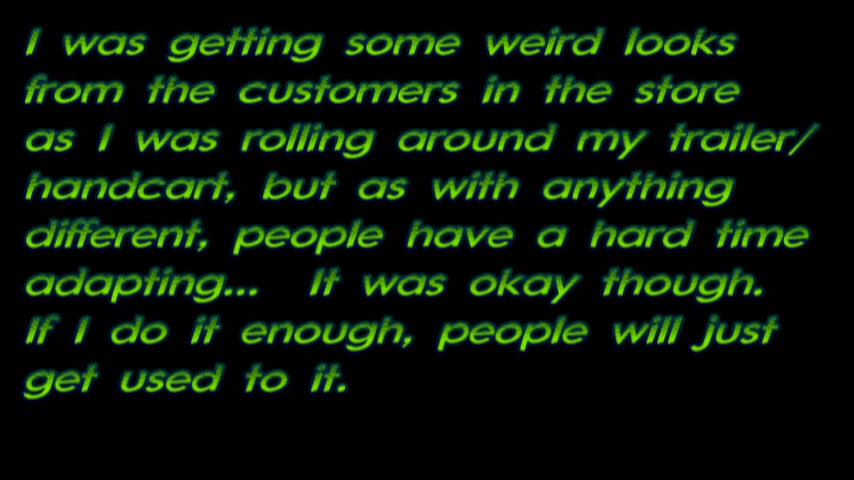 I was getting some weird looks
from the customers in the store
as I was rolling around my trailer/
handcart, but as with anything
different, people have a hard time
adapting... It was okay though.
If I do it enough, people will just
get used to it.